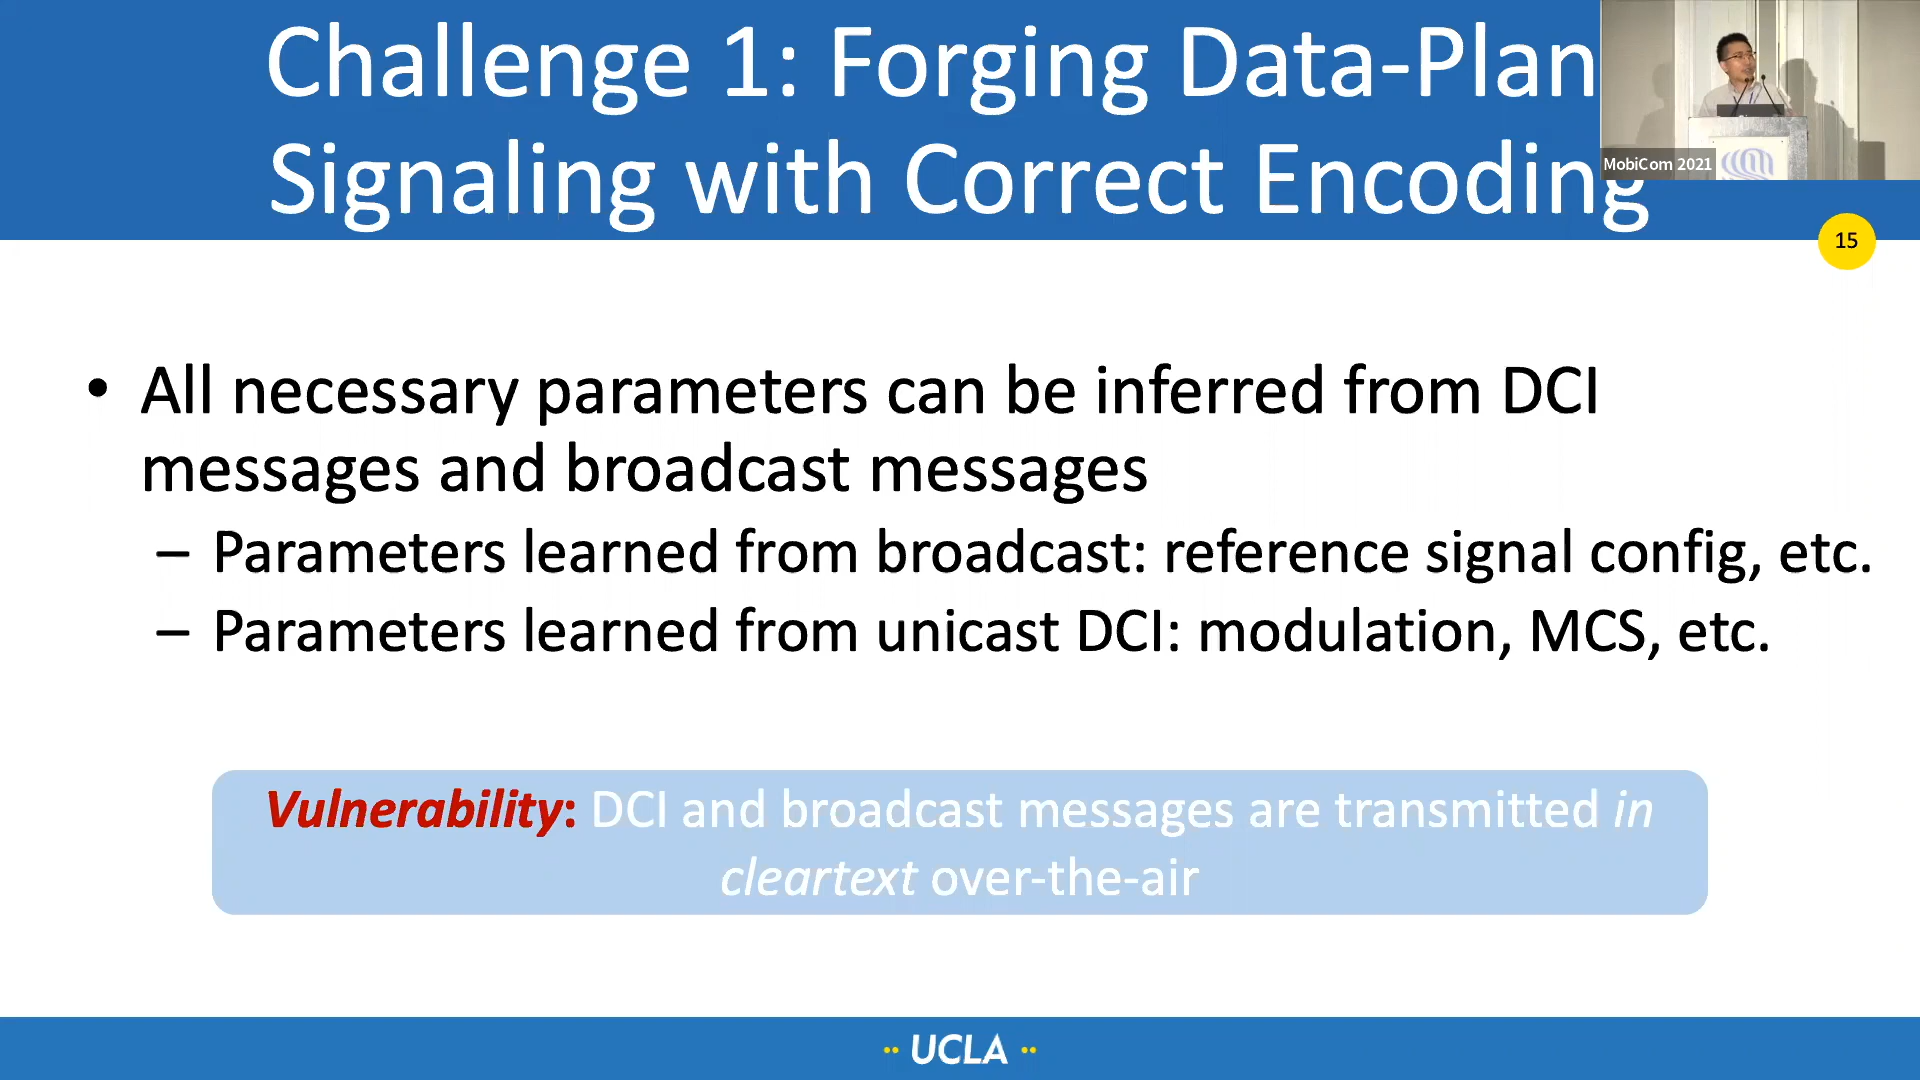 Challenge 1: Forging Data-Plan
Signaling with Correct Encoding
MobiCom 2021
15
• All necessary parameters can be inferred from DCI
messages and broadcast messages
– Parameters learned from broadcast: reference signal config, etc.
– Parameters learned from unicast DCI: modulation, MCS, etc.
Vulnerability: DCI and broadcast messages are transmitted in
cleartext over-the-air
UCLA